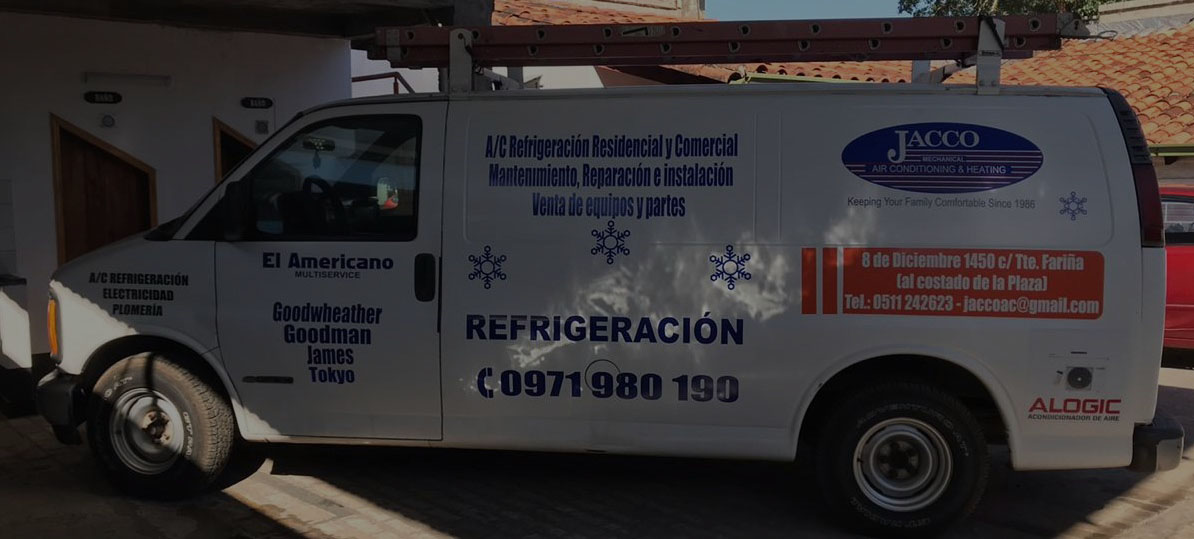 BAÑO
BAÑO
A/C REFRIGERACIÓN
ELECTRICIDAD
PLOMERÍA
El Americano
MULTISERVICE
Goodwheather
Goodman
James
Tokyo
A/C Refrigeración Residencial y Comercial
Mantenimiento, Reparación e instalación
Venta de equipos y partes
REFRIGERACIÓN
0971 980 190
JACCO
MECHANICAL
AIR CONDITIONING & HEATING
Keeping Your Family Comfortable Since 1986
8 de Diciembre 1450 c/ Tte. Fariña
(al costado de la Plaza)
Tel.: 0511 242623 - jaccoac@gmail.com
ALOGIC
ACONDICIONADOR DE AIRE